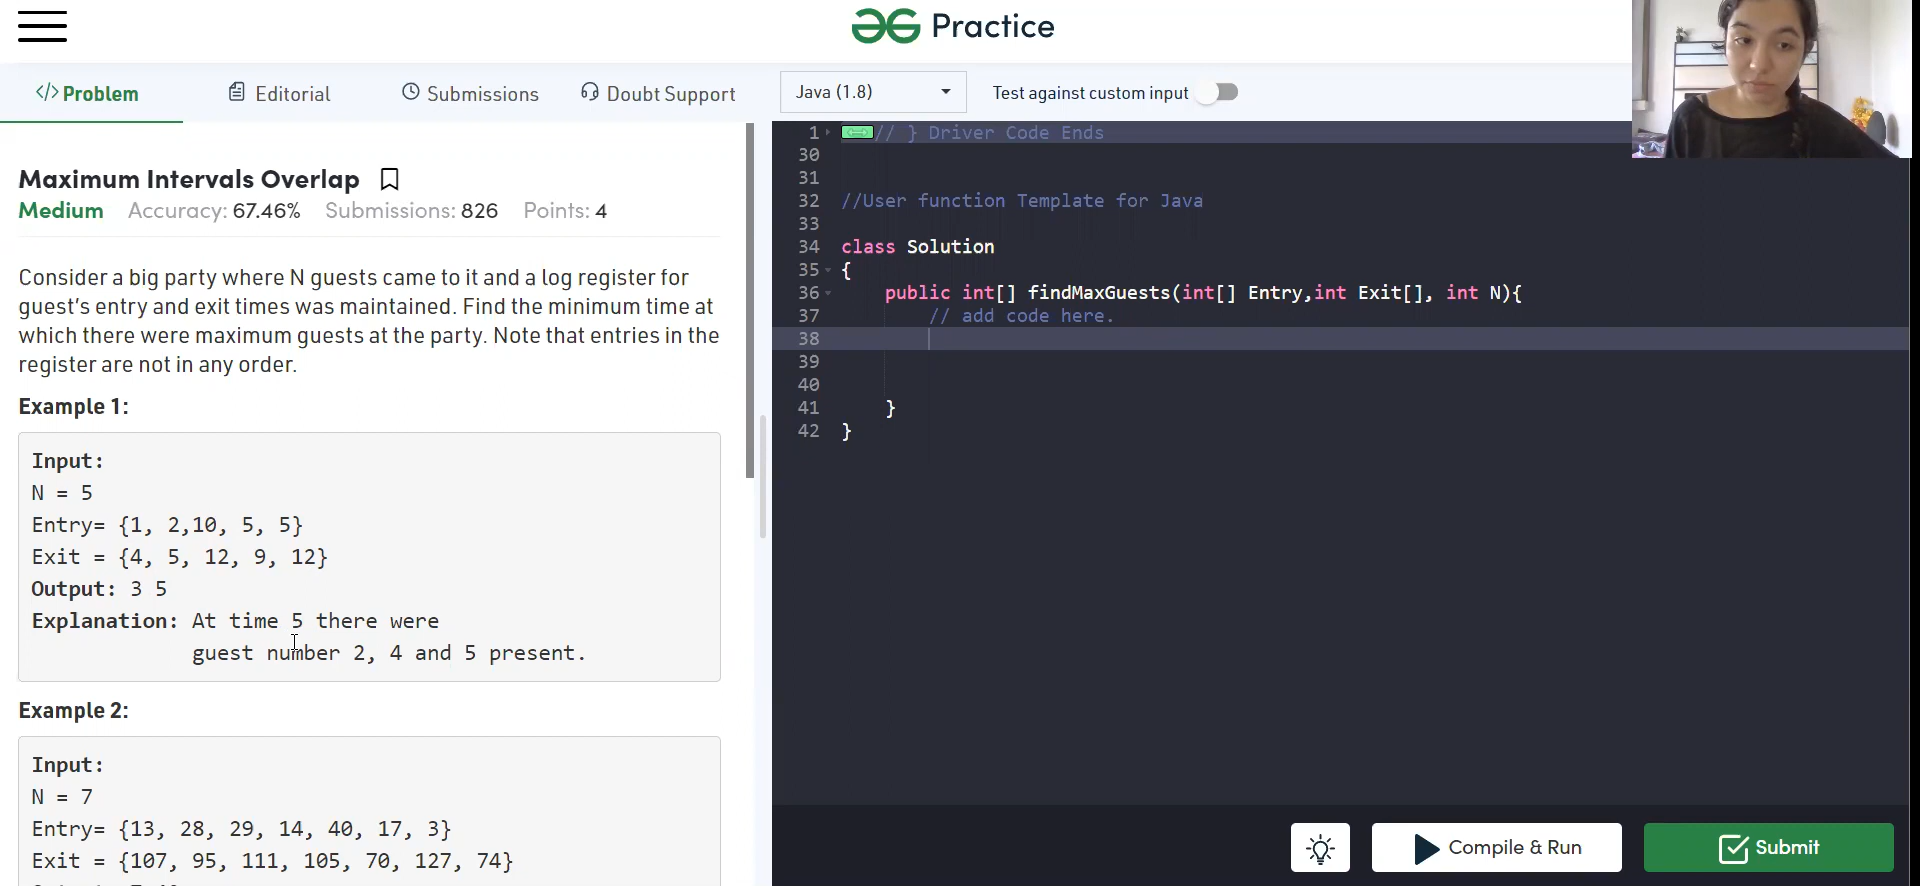 Practice
</> Problem
Editorial
Submissions
Doubt Support
Java (1.8)
Test against custom input
Maximum Intervals Overlap
Medium Accuracy: 67.46% Submissions: 826 Points: 4
Consider a big party where N guests came to it and a log register for
guest's entry and exit times was maintained. Find the minimum time at
which there were maximum guests at the party. Note that entries in the
register are not in any order.
Example 1:
Input:
N = 5
Entry= {1, 2,10, 5, 5}
Exit = {4, 5, 12, 9, 12}
Output: 3 5
Explanation: At time 5 there were
guest number 2, 4 and 5 present.
Example 2:
Input:
N = 7
Entry= {13, 28, 29, 14, 40, 17, 3}
Exit = {107, 95, 111, 105, 70, 127, 74}
1 // } Driver Code Ends
30
31
32 //User function Template for Java
33
34 class Solution
35 {
36 public int[] findMaxGuests(int[] Entry,int Exit[], int N){
37 // add code here.
38
39
40
41 }
42 }
Compile & Run
Submit